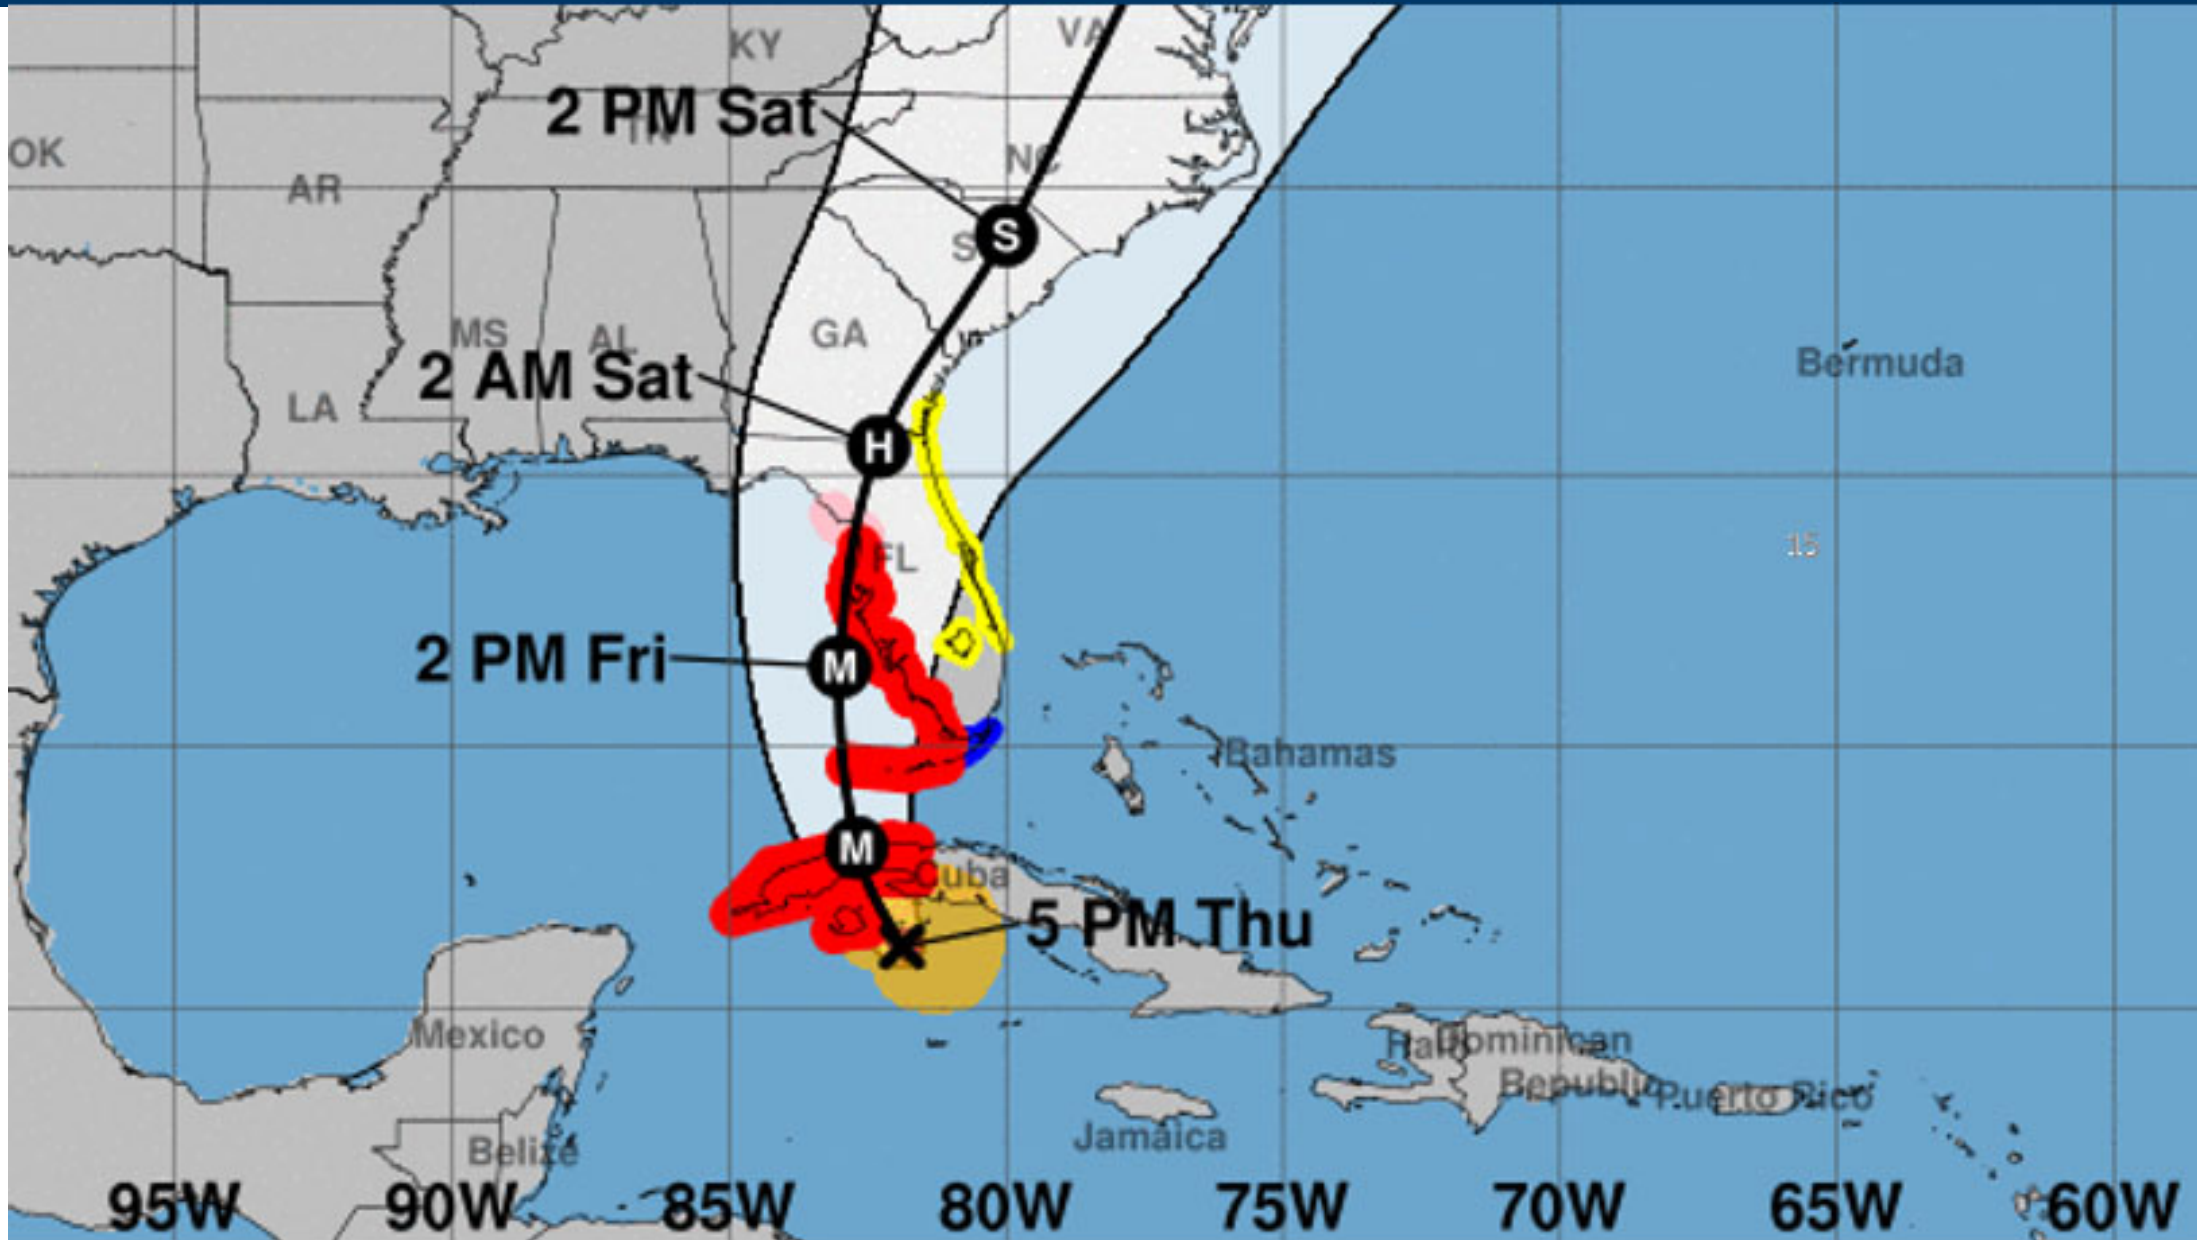 KY
VA
2 PM Sat
TN
OK
NC
AR
S
S
GA
MS
AL
Bermuda
2 AM Sat
LA
H
15
FL
2 PM Fri
M
Bahamas
M
Cuba
5 PM Thu
Mexico
Haiti
Dominican
Republic
Puerto Rico
Jamaica
Belize
95W 90W 85W 80W 75W 70W 65W 60W